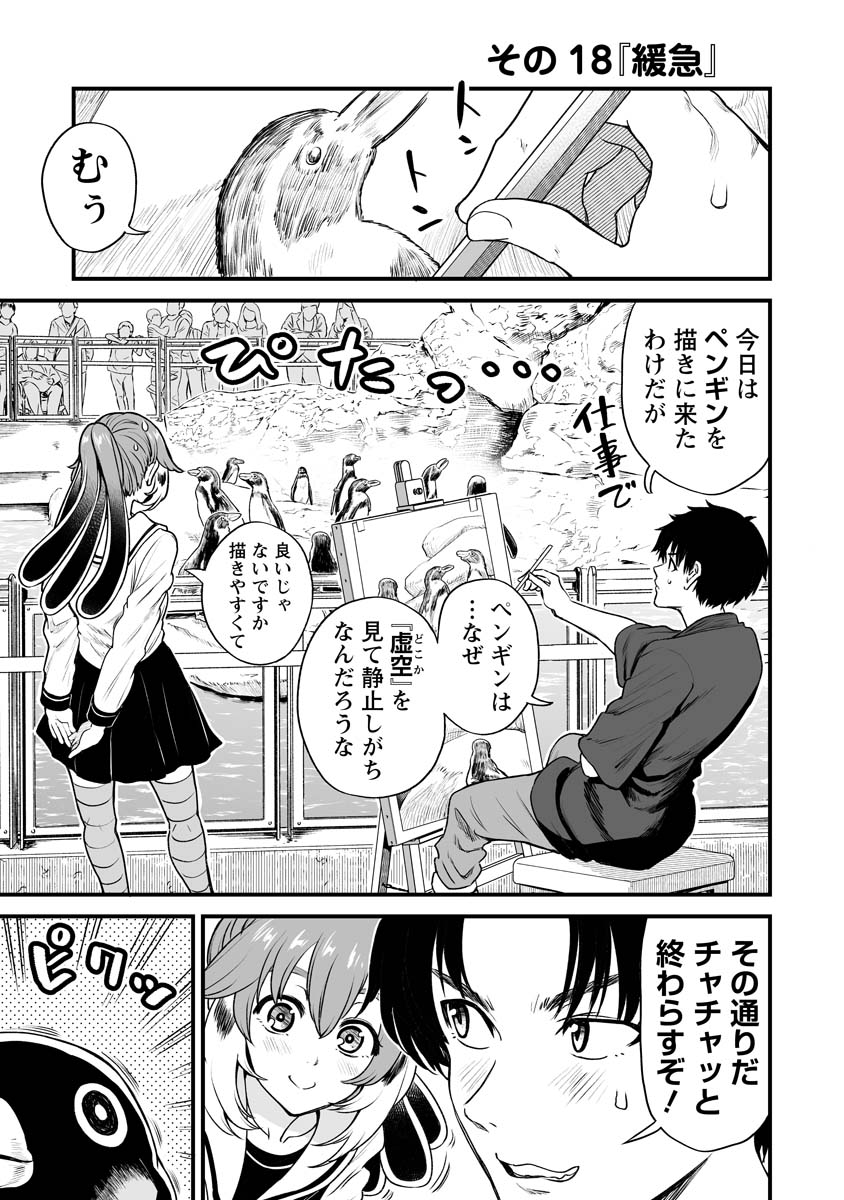 その18『緩急』
トン
トン
むぅ
今日は
ペンギンを
描きに来た
わけだが
仕事で
ぴたっ・・・・・・
ペンギンは
…なぜ
『虚空』を
どこか
見て静止しがち
なんだろうな
良いじゃ
ないですか
描きやすくて
その通りだ
チャチャッと
終わらすぞ！
ピクッ